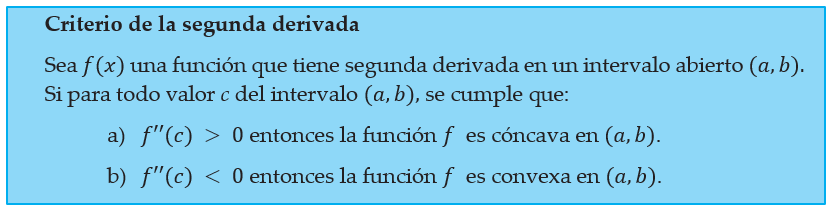 Criterio de la segunda derivada
Sea f(x) una función que tiene segunda derivada en un intervalo abierto (a, b).
Si para todo valor c del intervalo (a, b), se cumple que:
a) f''(c) > 0 entonces la función f es cóncava en (a, b).
b) f''(c) < 0 entonces la función f es convexa en (a, b).